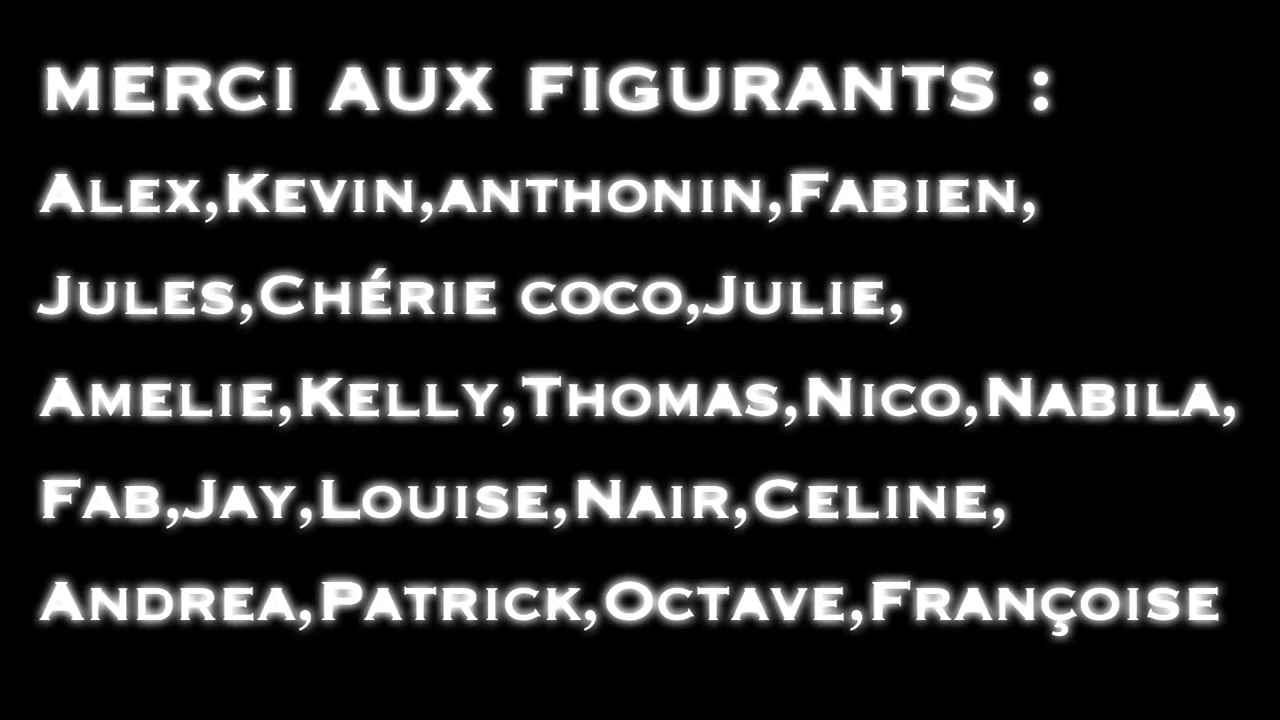 MERCI AUX FIGURANTS :
Alex,Kevin,anthonin,Fabien,
Jules,Chérie coco,Julie,
Amelie,Kelly,Thomas,Nico,Nabila,
Fab,Jay,Louise,Nair,Celine,
Andrea,Patrick,Octave,Françoise